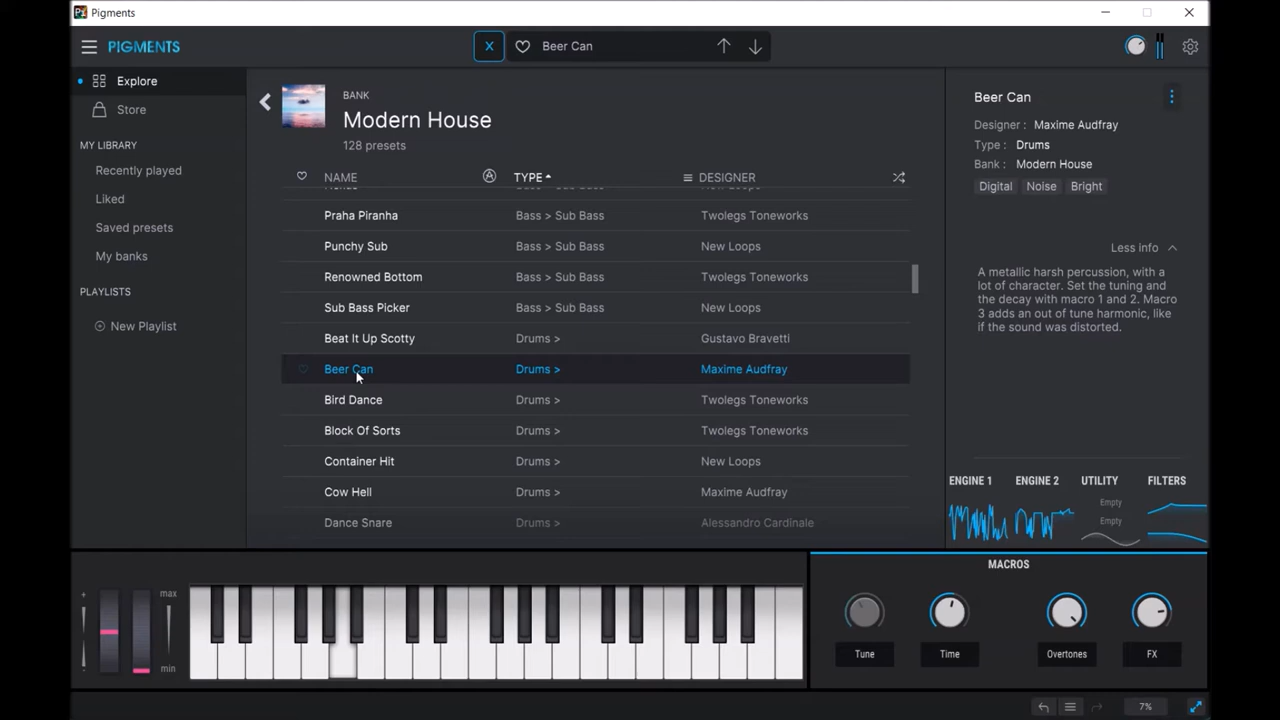 Pigments
PIGMENTS
X
Beer Can
Explore
Store
MY LIBRARY
Recently played
Liked
Saved presets
My banks
PLAYLISTS
New Playlist
BANK
Modern House
128 presets
NAME
TYPE
DESIGNER
Praha Piranha
Bass > Sub Bass
Twolegs Toneworks
Punchy Sub
Bass > Sub Bass
New Loops
Renowned Bottom
Bass > Sub Bass
Twolegs Toneworks
Sub Bass Picker
Bass > Sub Bass
New Loops
Beat It Up Scotty
Drums >
Gustavo Bravetti
Beer Can
Drums >
Maxime Audfray
Bird Dance
Drums >
Twolegs Toneworks
Block Of Sorts
Drums >
Twolegs Toneworks
Container Hit
Drums >
New Loops
Cow Hell
Drums >
Maxime Audfray
Dance Snare
Drums >
Alessandro Cardinale
Beer Can
Designer : Maxime Audfray
Type : Drums
Bank : Modern House
Digital
Noise
Bright
Less info
A metallic harsh percussion, with a
lot of character. Set the tuning and
the decay with macro 1 and 2. Macro
3 adds an out of tune harmonic, like
if the sound was distorted.
ENGINE 1
ENGINE 2
UTILITY
FILTERS
Empty
Empty
+
-
max
min
MACROS
Tune
Time
Overtones
FX
7%